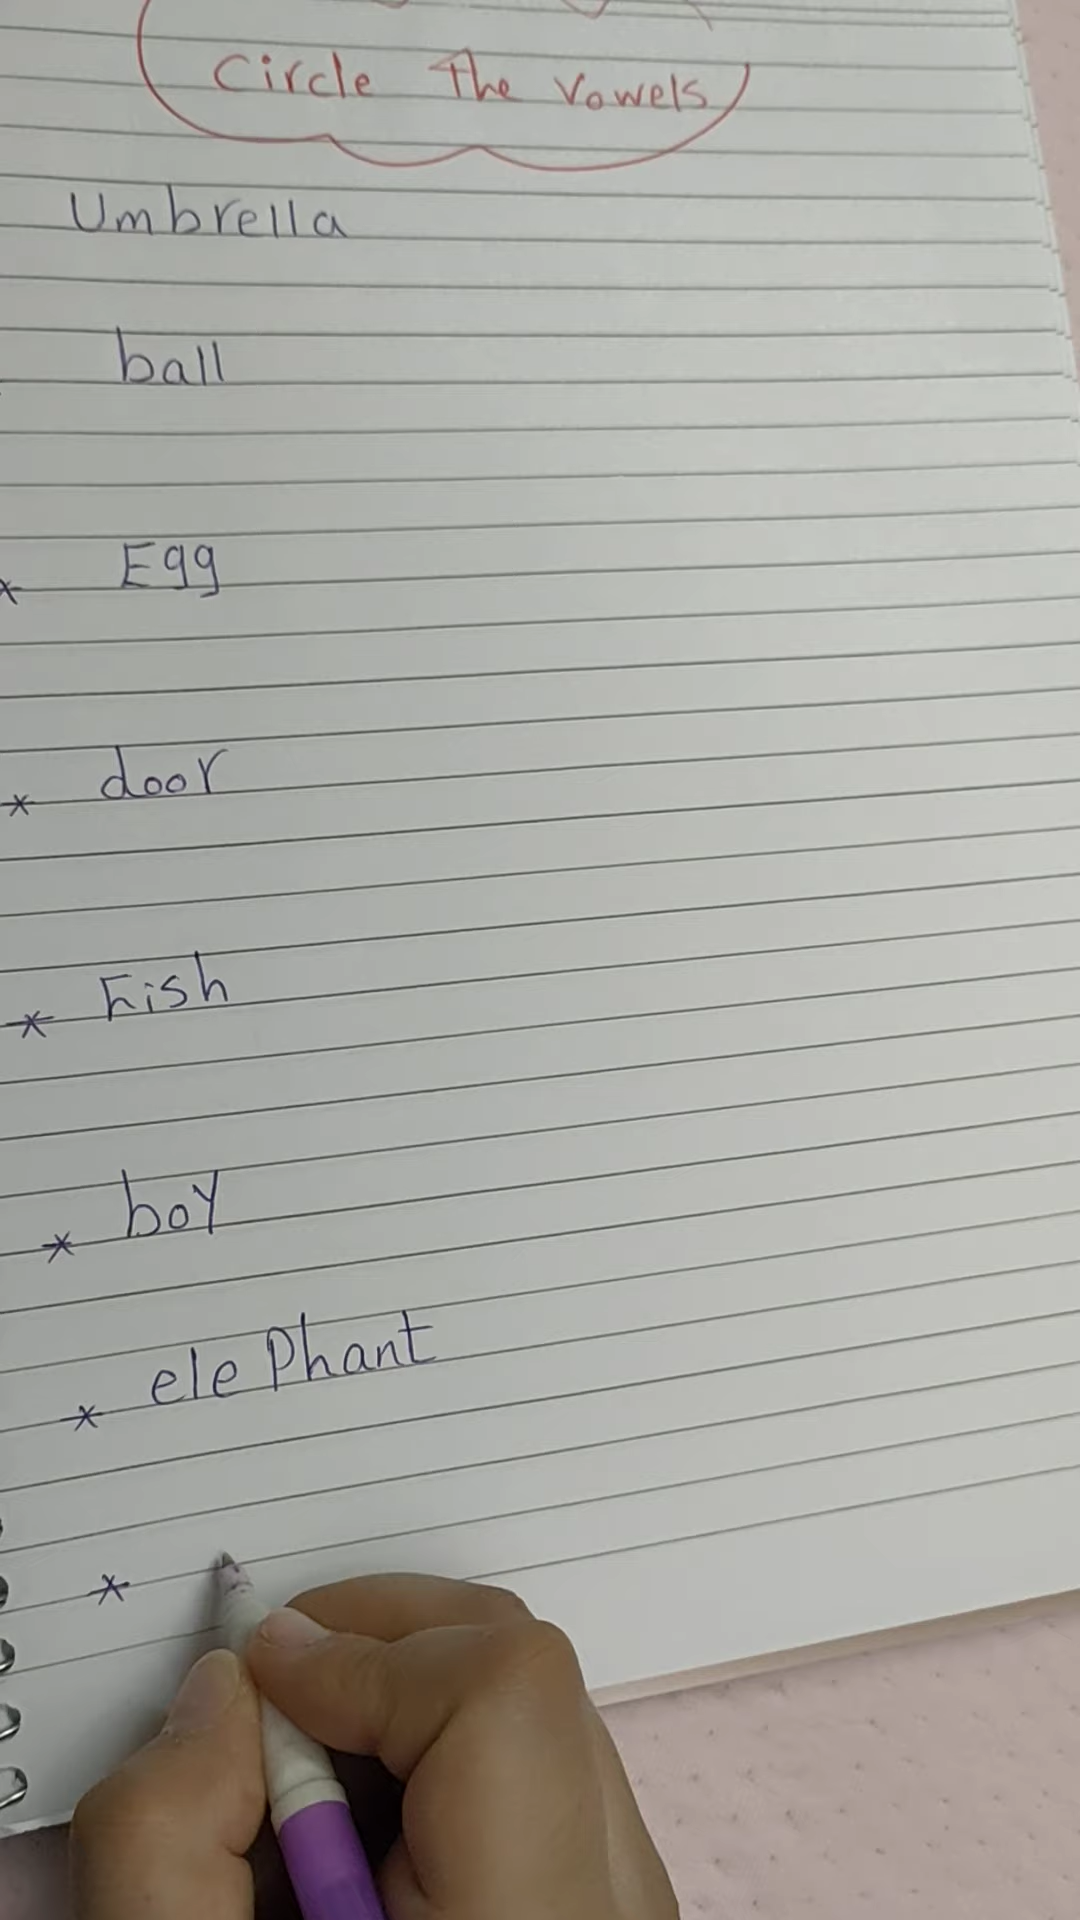 Circle The Vowels
Umbrella
ball
* Egg
* door
* Fish
* boY
* elePhant
*